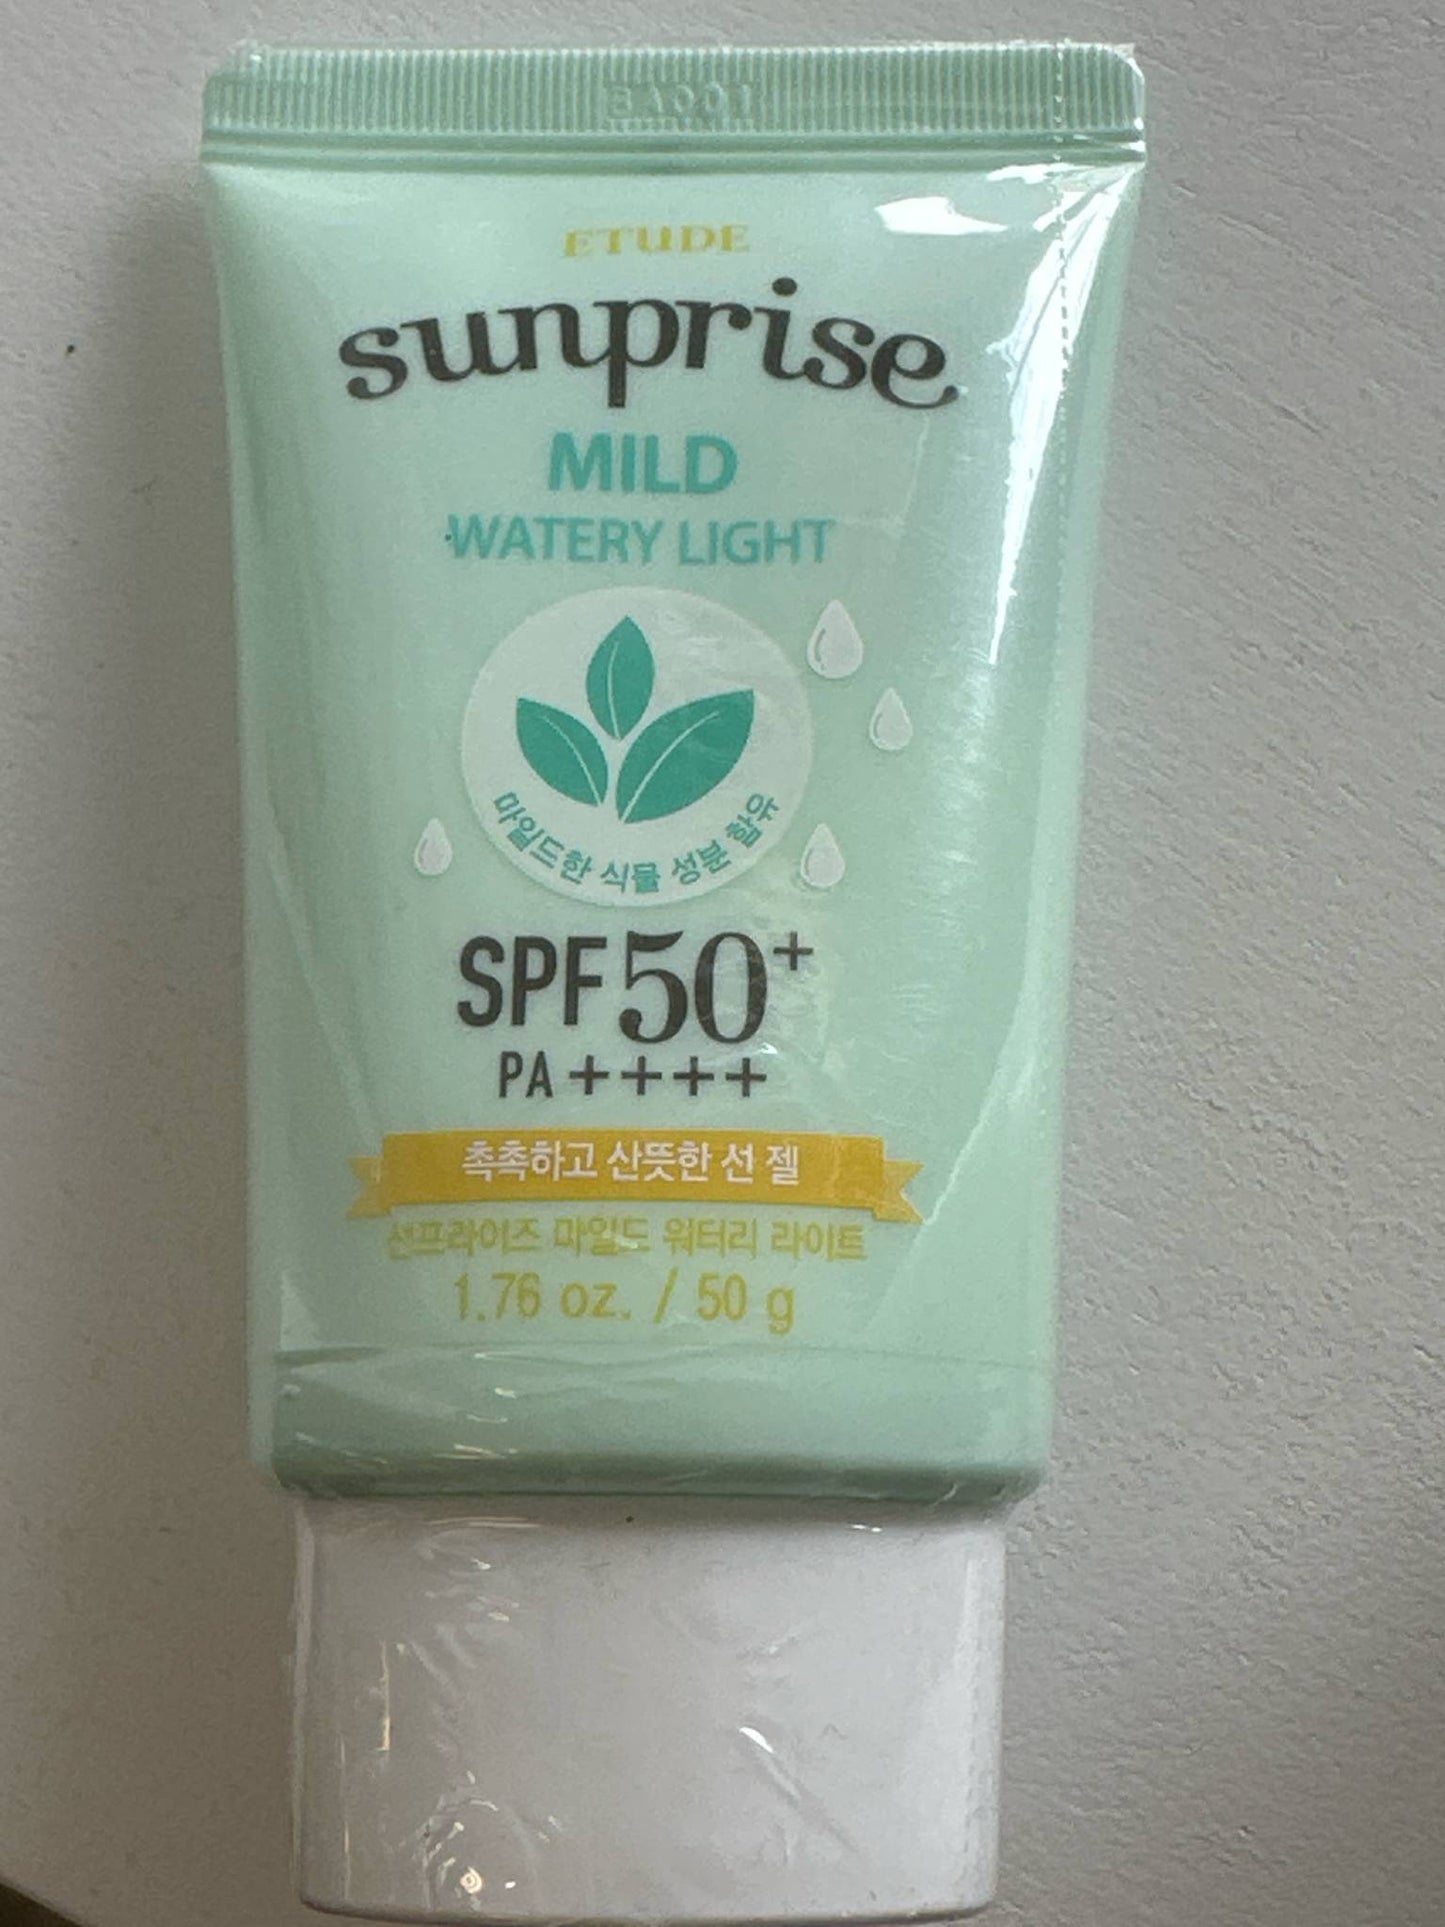 ETUDE
sunprise
MILD
WATERY LIGHT
마일드한 식물 성분 함유
SPF50+
PA++++
촉촉하고 산뜻한 선 젤
선프라이즈 마일드 워터리 라이트
1.76 oz. / 50 g